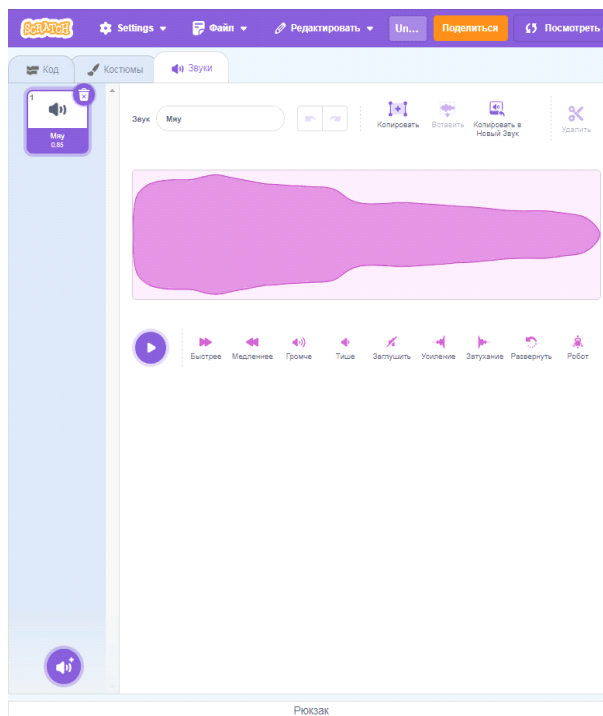 SCRATCH Settings Файл Редактировать Un... Поделиться Посмотреть
Код Костюмы Звуки
1
Мяу
0.85
Звук Мяу
Копировать Вставить Копировать в Новый Звук Удалить
Быстрее Медленнее Громче Тише Заглушить Усиление Затухание Развернуть Робот
Рюкзак